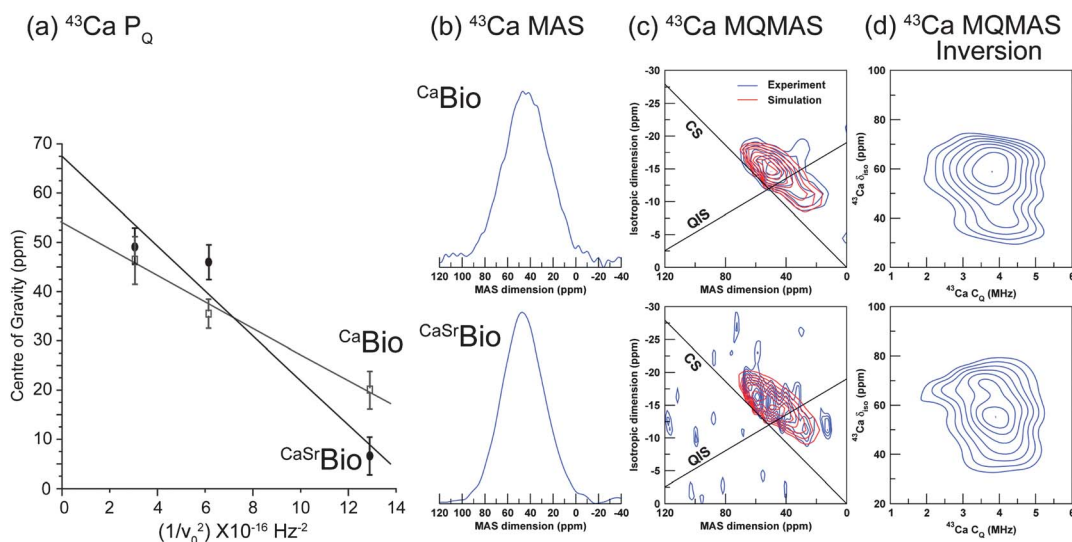 (a) ⁴³Ca P_Q
(b) ⁴³Ca MAS
(c) ⁴³Ca MQMAS
(d) ⁴³Ca MQMAS
Inversion
Centre of Gravity (ppm)
70
60
50
40
30
20
10
0
0 2 4 6 8 10 12 14
(1/ν₀²) X10⁻¹⁶ Hz⁻²
CaBio
CaSrBio
CaBio
120 100 80 60 40 20 0 -20 -40
MAS dimension (ppm)
CaSrBio
120 100 80 60 40 20 0 -20 -40
MAS dimension (ppm)
Isotropic dimension (ppm)
-30
-25
-20
-15
-10
-5
0
Experiment
Simulation
CS
QIS
120 80 40 0
MAS dimension (ppm)
Isotropic dimension (ppm)
-30
-25
-20
-15
-10
-5
0
CS
QIS
120 80 40 0
MAS dimension (ppm)
⁴³Ca δiso (ppm)
100
80
60
40
20
1 2 3 4 5 6
⁴³Ca C_Q (MHz)
⁴³Ca δiso (ppm)
100
80
60
40
20
1 2 3 4 5 6
⁴³Ca C_Q (MHz)